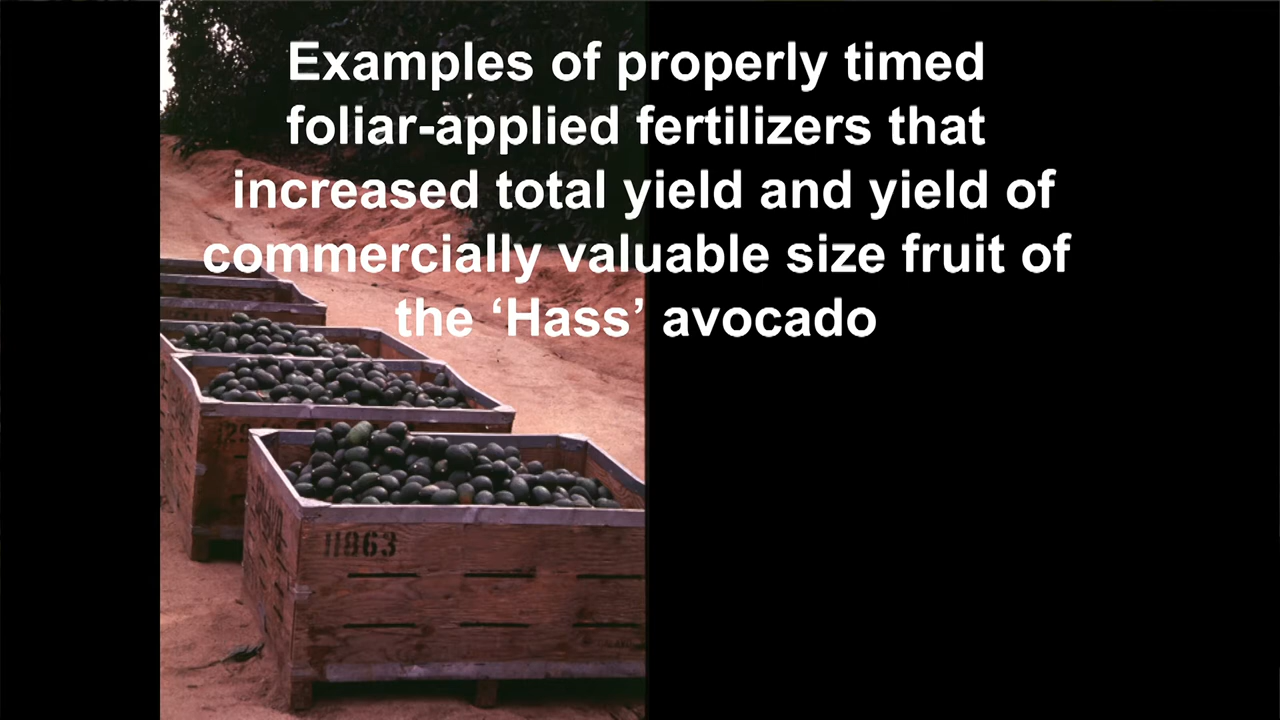 Examples of properly timed
foliar-applied fertilizers that
increased total yield and yield of
commercially valuable size fruit of
the ‘Hass’ avocado
11863